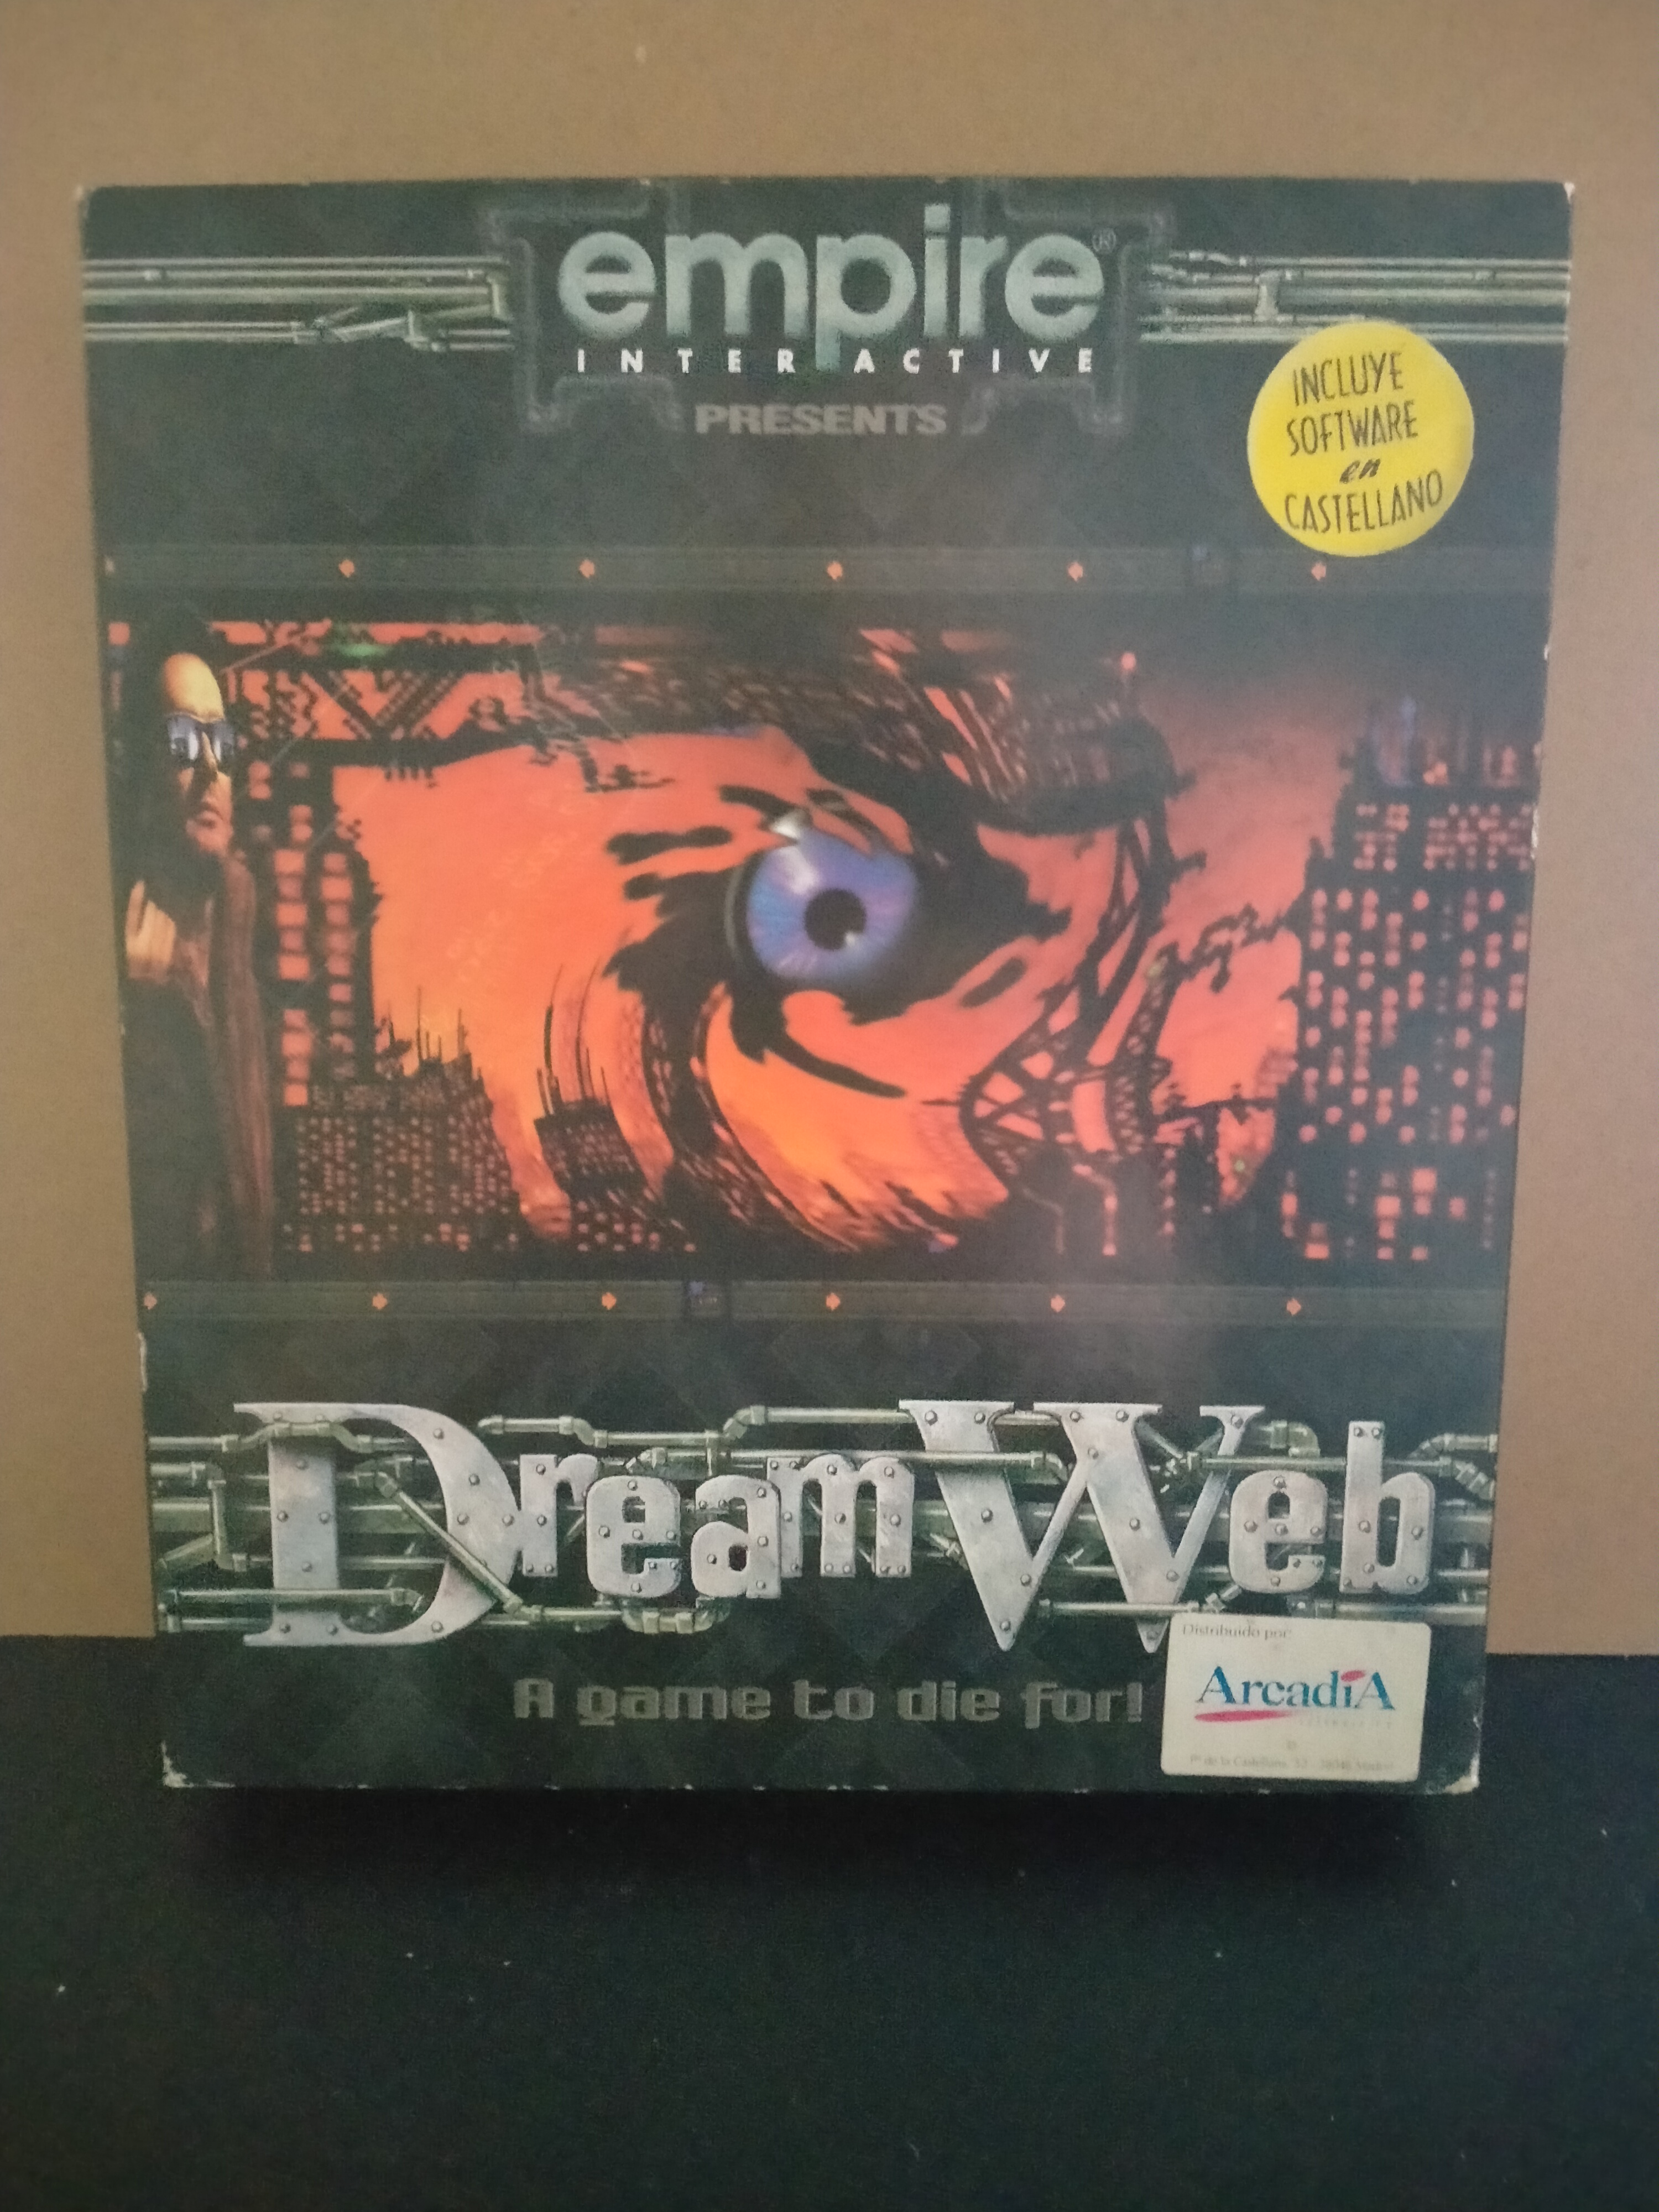 empire®
INTERACTIVE
PRESENTS
INCLUYE
SOFTWARE
en
CASTELLANO
DreamWeb
A game to die for!
Distribuido por:
ArcadiA